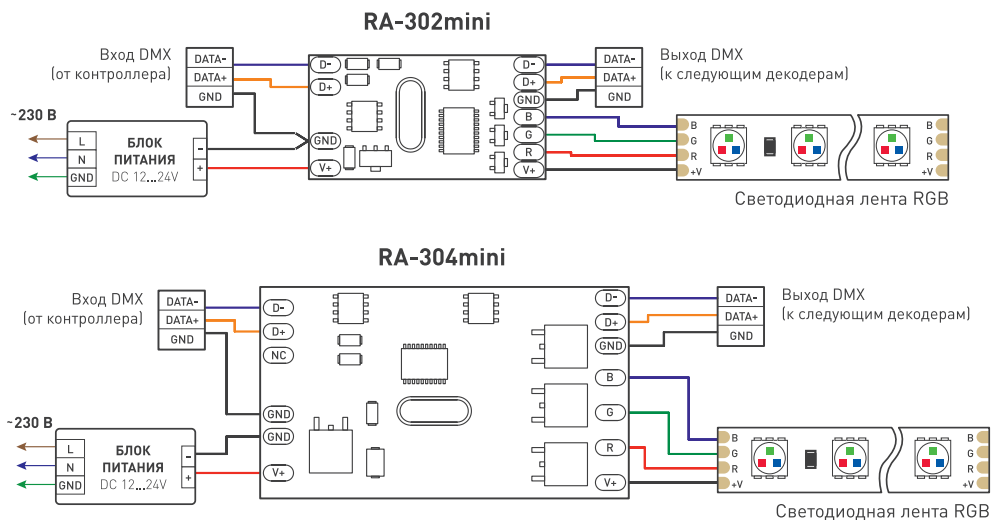 RA-302mini
Вход DMX
(от контроллера)
DATA-
DATA+
GND
~230 В
L
N
GND
БЛОК
ПИТАНИЯ
DC 12...24V
-
+
D-
D+
GND
V+
D-
D+
GND
B
G
R
V+
DATA-
DATA+
GND
Выход DMX
(к следующим декодерам)
B
G
R
+V
B
G
R
+V
Светодиодная лента RGB
RA-304mini
Вход DMX
(от контроллера)
DATA-
DATA+
GND
~230 В
L
N
GND
БЛОК
ПИТАНИЯ
DC 12...24V
-
+
D-
D+
NC
GND
GND
V+
D-
D+
GND
B
G
R
V+
DATA-
DATA+
GND
Выход DMX
(к следующим декодерам)
B
G
R
+V
B
G
R
+V
Светодиодная лента RGB